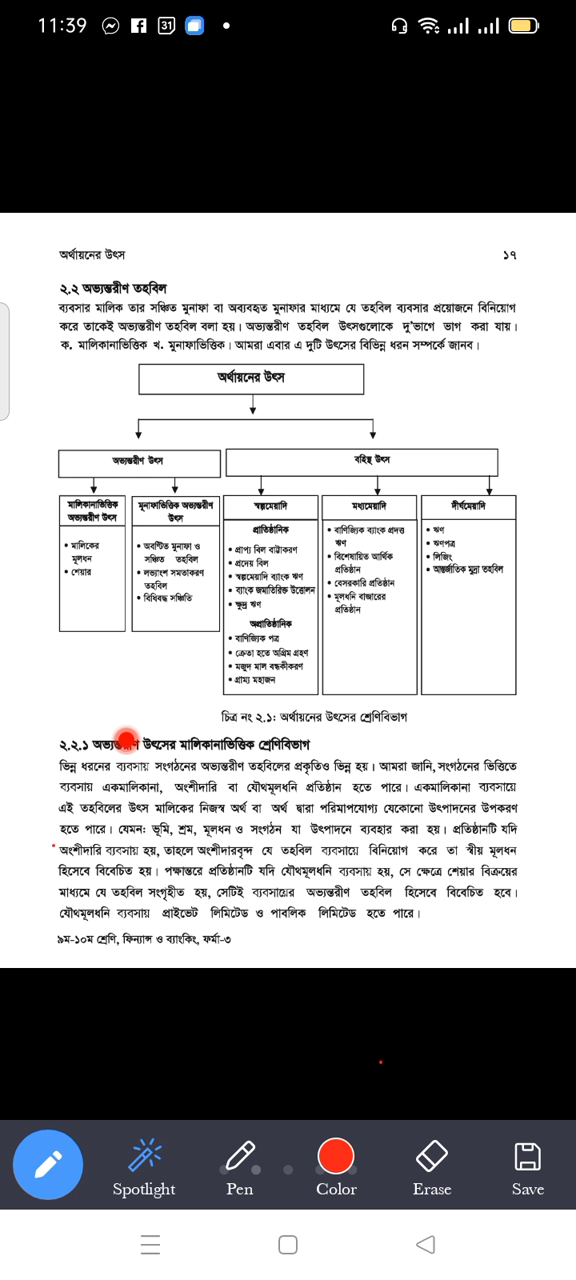 11:39
31
অর্থায়নের উৎস
১৭
২.২ অভ্যন্তরীণ তহবিল
ব্যবসার মালিক তার সঞ্চিত মুনাফা বা অব্যবহৃত মুনাফার মাধ্যমে যে তহবিল ব্যবসার প্রয়োজনে বিনিয়োগ
করে তাকেই অভ্যন্তরীণ তহবিল বলা হয়। অভ্যন্তরীণ তহবিল উৎসগুলোকে দু'ভাগে ভাগ করা যায়।
ক. মালিকানাভিত্তিক খ. মুনাফাভিত্তিক। আমরা এবার এ দুটি উৎসের বিভিন্ন ধরন সম্পর্কে জানব।
অর্থায়নের উৎস
অভ্যন্তরীণ উৎস
বহিস্থ উৎস
মালিকানাভিত্তিক
অভ্যন্তরীণ উৎস
• মালিকের
মূলধন
• শেয়ার
মুনাফাভিত্তিক অভ্যন্তরীণ
উৎস
• অবণ্টিত মুনাফা ও
সঞ্চিত তহবিল
• লভ্যাংশ সমতাকরণ
তহবিল
• বিধিবদ্ধ সঞ্চিতি
স্বল্পমেয়াদি
প্রাতিষ্ঠানিক
• প্রাপ্য বিল বাট্টাকরণ
• প্রদেয় বিল
• স্বল্পমেয়াদি ব্যাংক ঋণ
• ব্যাংক জমাতিরিক্ত উত্তোলন
• ক্ষুদ্র ঋণ
অপ্রাতিষ্ঠানিক
• বাণিজ্যিক পত্র
• ক্রেতা হতে অগ্রিম গ্রহণ
• মজুদ মাল বন্ধকীকরণ
• গ্রাম্য মহাজন
মধ্যমেয়াদি
• বাণিজ্যিক ব্যাংক প্রদত্ত
ঋণ
• বিশেষায়িত আর্থিক
প্রতিষ্ঠান
• বেসরকারি প্রতিষ্ঠান
• মূলধনি বাজারের
প্রতিষ্ঠান
দীর্ঘমেয়াদি
• ঋণ
• ঋণপত্র
• লিজিং
• আন্তর্জাতিক মুদ্রা তহবিল
চিত্র নং ২.১: অর্থায়নের উৎসের শ্রেণিবিভাগ
২.২.১ অভ্যন্তরীণ উৎসের মালিকানাভিত্তিক শ্রেণিবিভাগ
ভিন্ন ধরনের ব্যবসায় সংগঠনের অভ্যন্তরীণ তহবিলের প্রকৃতিও ভিন্ন হয়। আমরা জানি, সংগঠনের ভিত্তিতে
ব্যবসায় একমালিকানা, অংশীদারি বা যৌথমূলধনি প্রতিষ্ঠান হতে পারে। একমালিকানা ব্যবসায়ে
এই তহবিলের উৎস মালিকের নিজস্ব অর্থ বা অর্থ দ্বারা পরিমাপযোগ্য যেকোনো উৎপাদনের উপকরণ
হতে পারে। যেমন: ভূমি, শ্রম, মূলধন ও সংগঠন যা উৎপাদনে ব্যবহার করা হয়। প্রতিষ্ঠানটি যদি
অংশীদারি ব্যবসায় হয়, তাহলে অংশীদারবৃন্দ যে তহবিল ব্যবসায়ে বিনিয়োগ করে তা স্বীয় মূলধন
হিসেবে বিবেচিত হয়। পক্ষান্তরে প্রতিষ্ঠানটি যদি যৌথমূলধনি ব্যবসায় হয়, সে ক্ষেত্রে শেয়ার বিক্রয়ের
মাধ্যমে যে তহবিল সংগৃহীত হয়, সেটিই ব্যবসায়ের অভ্যন্তরীণ তহবিল হিসেবে বিবেচিত হবে।
যৌথমূলধনি ব্যবসায় প্রাইভেট লিমিটেড ও পাবলিক লিমিটেড হতে পারে।
৯ম-১০ম শ্রেণি, ফিন্যান্স ও ব্যাংকিং, ফর্মা-৩
Spotlight
Pen
Color
Erase
Save